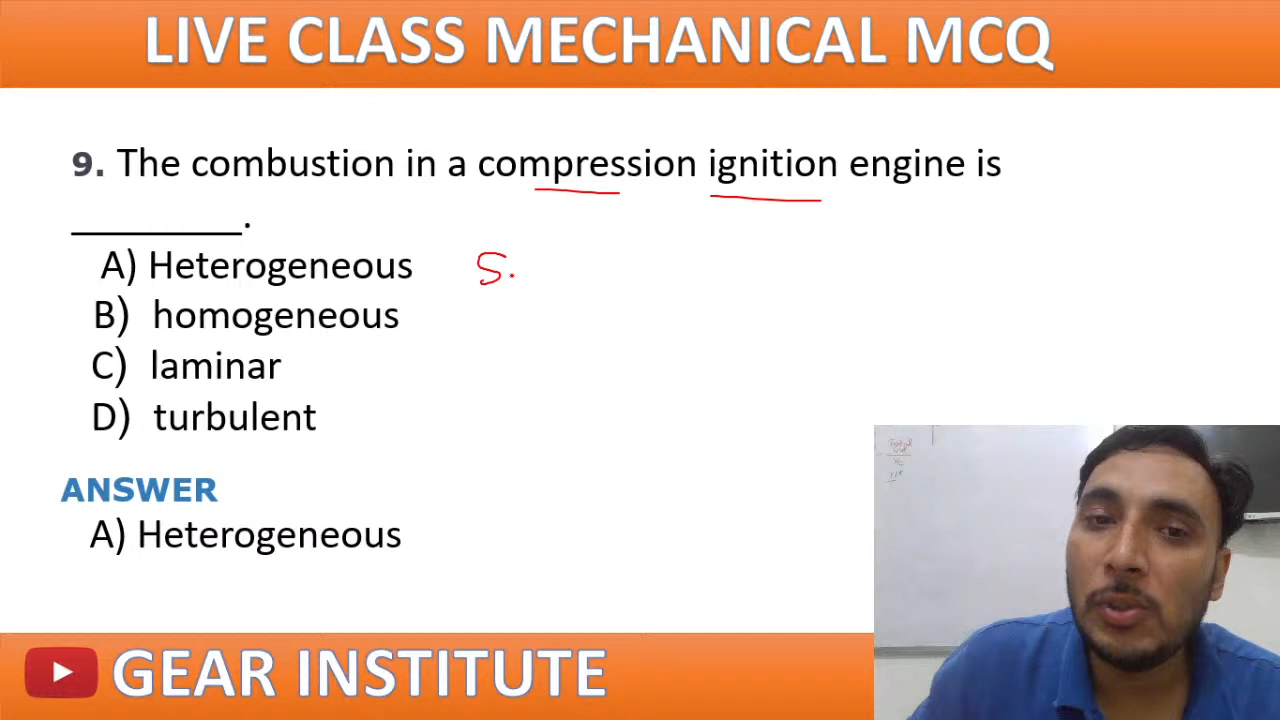 LIVE CLASS MECHANICAL MCQ
9. The combustion in a compression ignition engine is
________.
A) Heterogeneous S.
B) homogeneous
C) laminar
D) turbulent
ANSWER
A) Heterogeneous
GEAR INSTITUTE